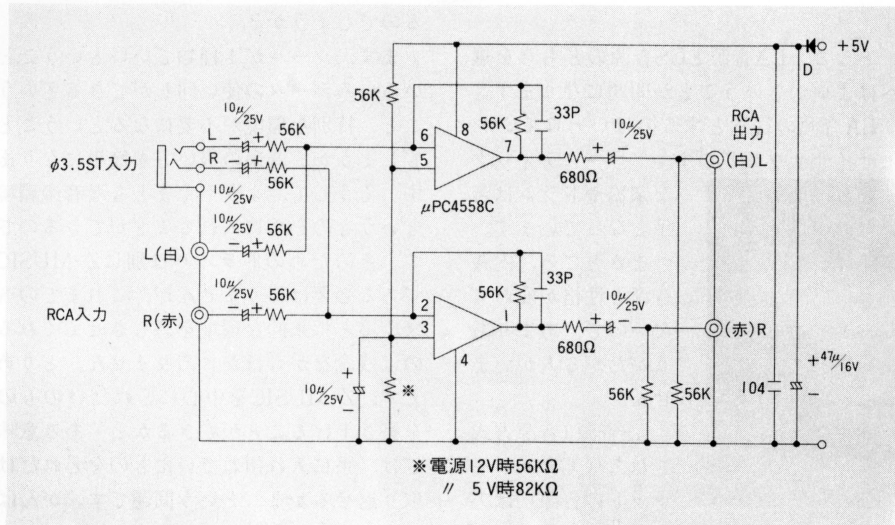 +5V
D
56K
10μ/25V
L
56K
φ3.5ST入力
R
56K
10μ/25V
6
5
8
7
μPC4558C
56K
33P
10μ/25V
680Ω
RCA出力
(白)L
10μ/25V
L(白)
56K
10μ/25V
RCA入力
R(赤)
56K
2
3
1
4
56K
33P
10μ/25V
680Ω
(赤)R
10μ/25V
※
56K
56K
104
47μ/16V
※電源12V時56KΩ
〃 5V時82KΩ